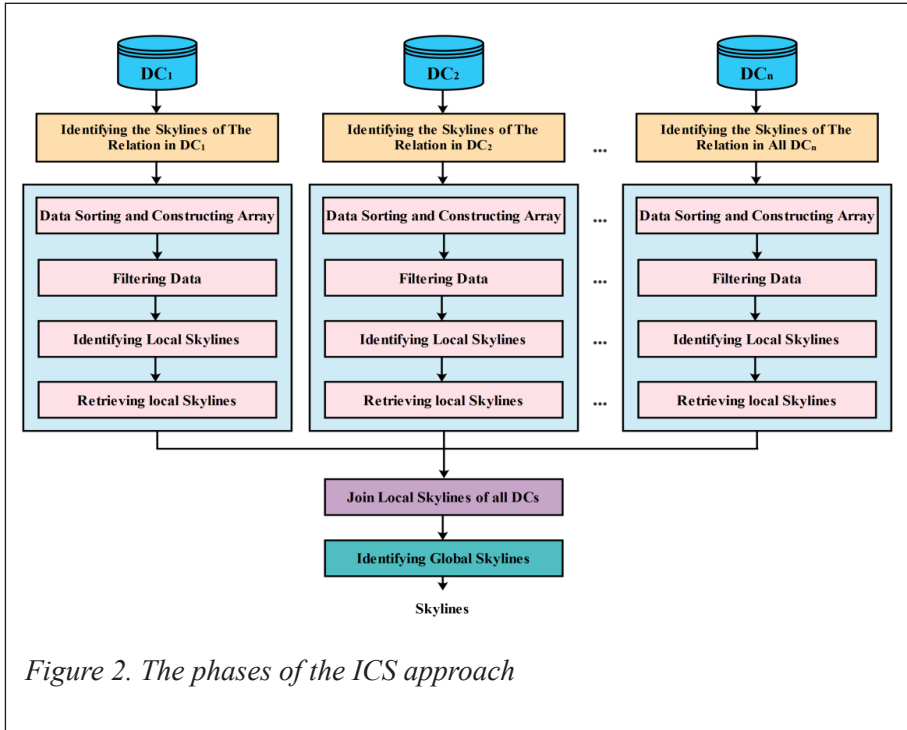 DC₁ DC₂ DCₙ
Identifying the Skylines of The
Relation in DC₁
Identifying the Skylines of The
Relation in DC₂
...
Identifying the Skylines of The
Relation in All DCₙ
Data Sorting and Constructing Array Data Sorting and Constructing Array ... Data Sorting and Constructing Array
Filtering Data Filtering Data ... Filtering Data
Identifying Local Skylines Identifying Local Skylines ... Identifying Local Skylines
Retrieving local Skylines Retrieving local Skylines ... Retrieving local Skylines
Join Local Skylines of all DCs
Identifying Global Skylines
Skylines
Figure 2. The phases of the ICS approach